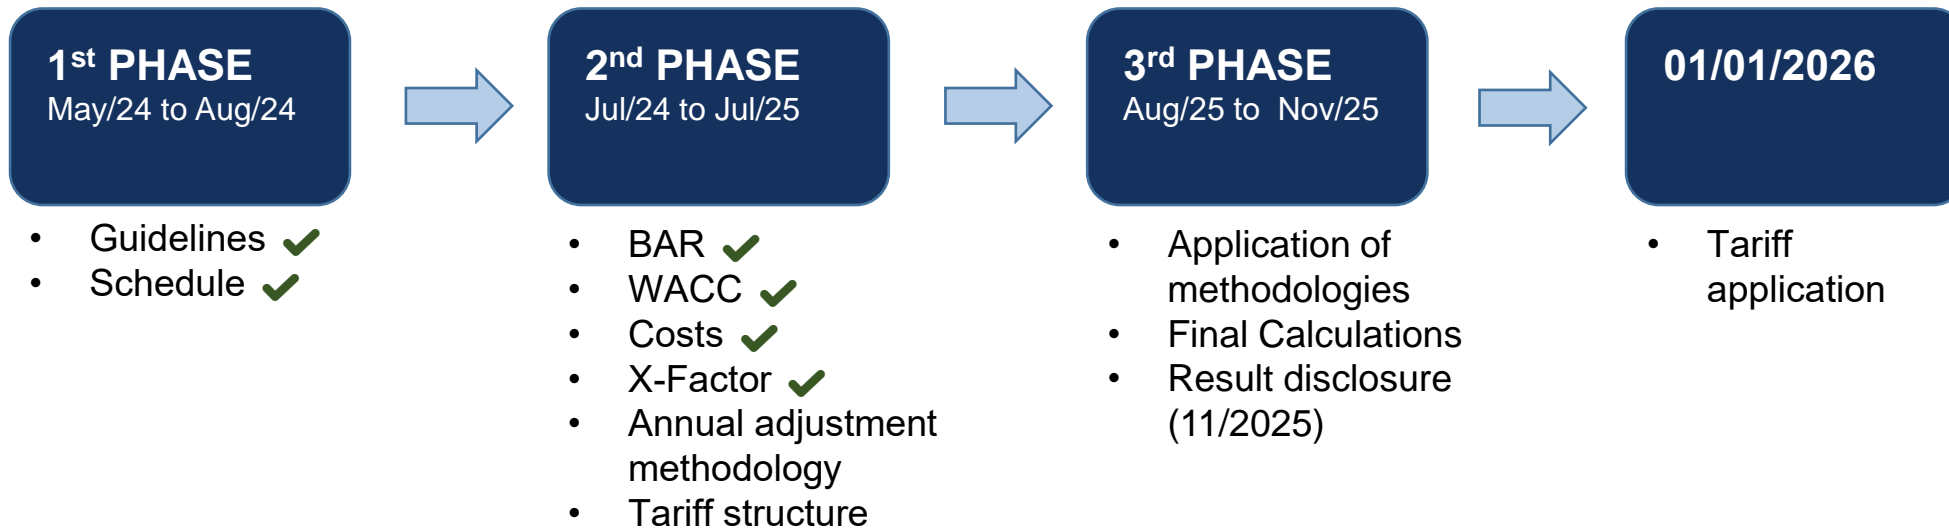 1st PHASE
May/24 to Aug/24
• Guidelines
• Schedule
2nd PHASE
Jul/24 to Jul/25
• BAR
• WACC
• Costs
• X-Factor
• Annual adjustment
methodology
• Tariff structure
3rd PHASE
Aug/25 to Nov/25
• Application of
methodologies
• Final Calculations
• Result disclosure
(11/2025)
01/01/2026
• Tariff
application